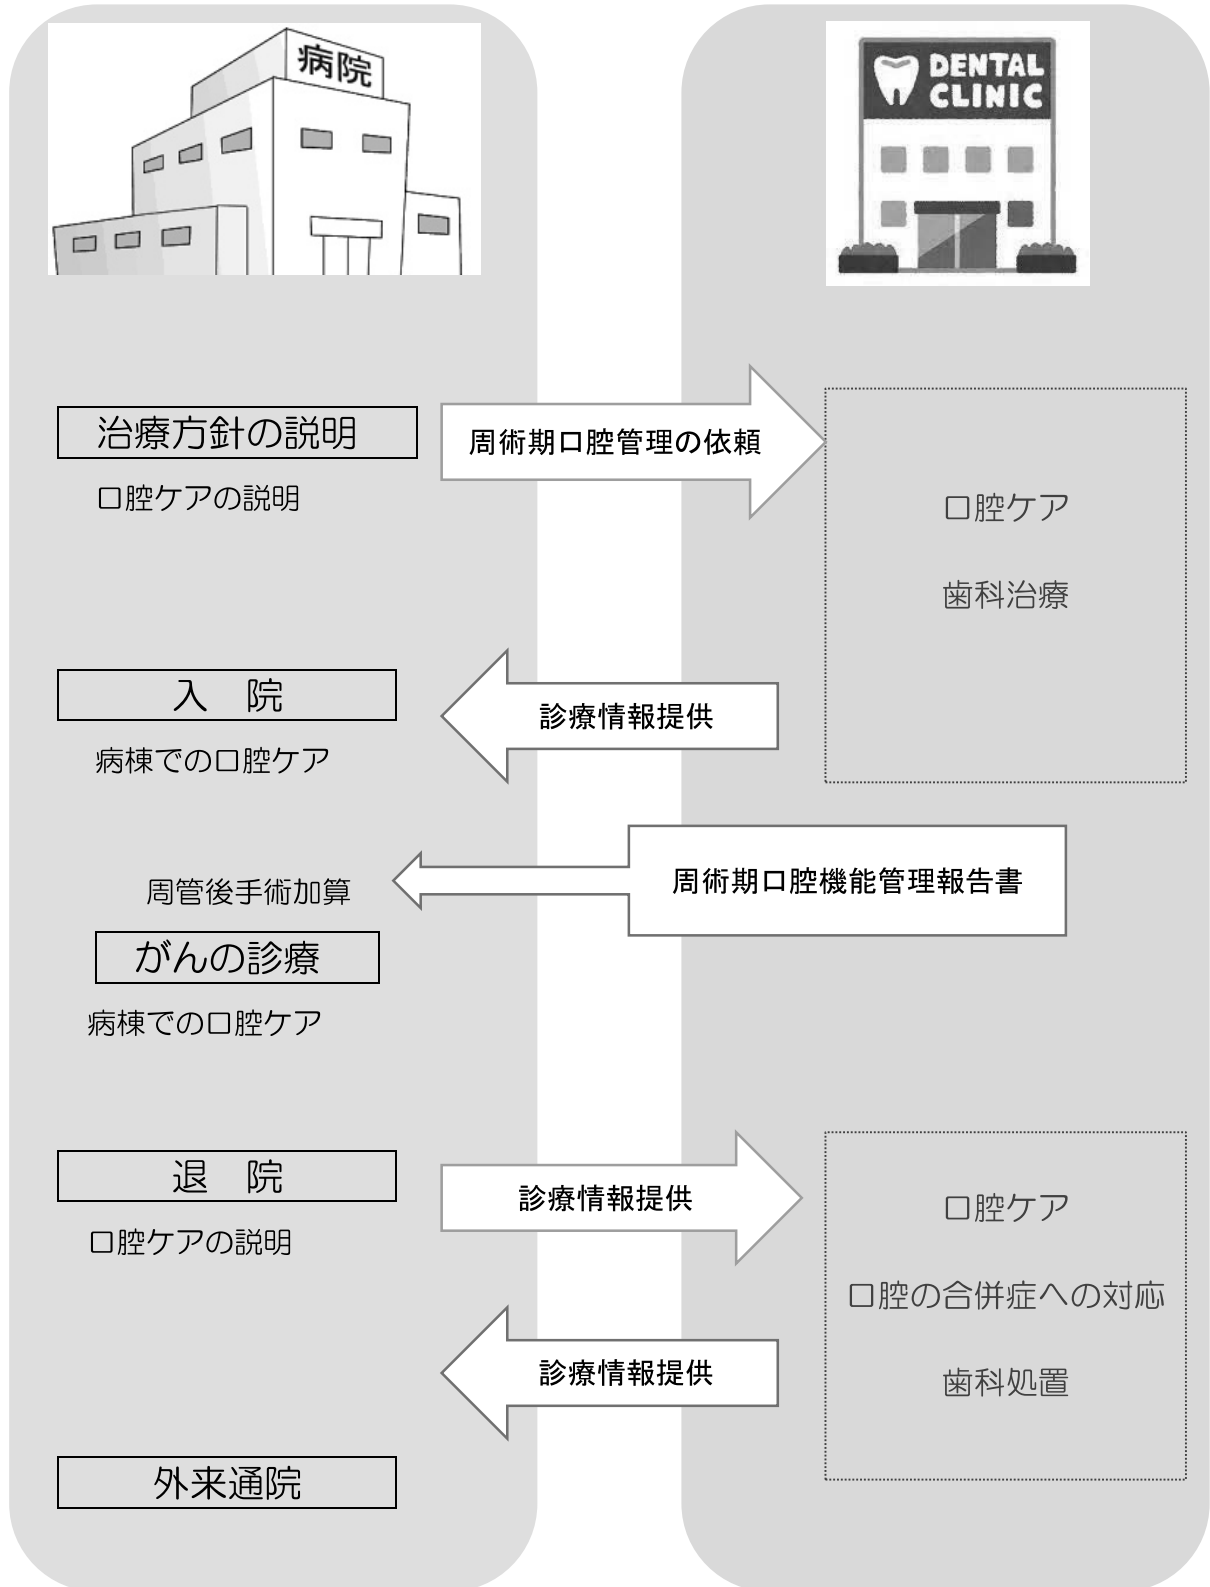 病院
DENTAL
CLINIC
治療方針の説明
口腔ケアの説明
周術期口腔管理の依頼
口腔ケア
歯科治療
入　院
病棟での口腔ケア
診療情報提供
周管後手術加算
周術期口腔機能管理報告書
がんの診療
病棟での口腔ケア
退　院
口腔ケアの説明
診療情報提供
口腔ケア
口腔の合併症への対応
歯科処置
診療情報提供
外来通院